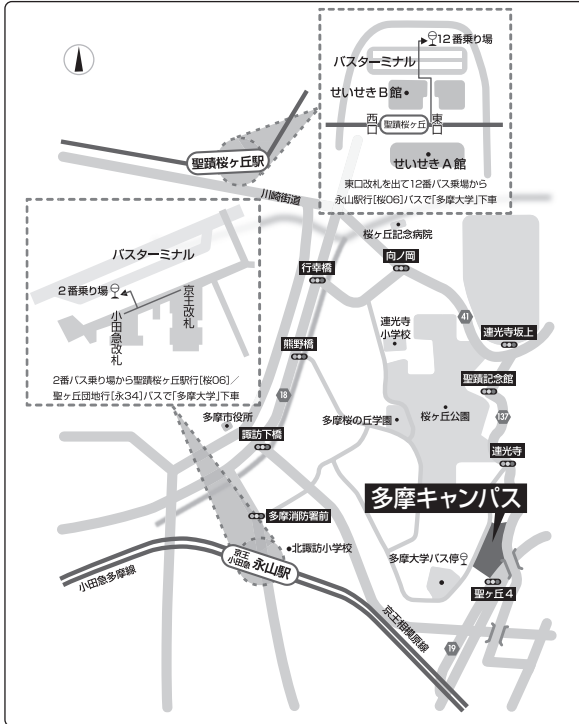 12番乗り場
バスターミナル
せいせきB館
西口
聖蹟桜ヶ丘
東口
せいせきA館
東口改札を出て12番バス乗場から
永山駅行[桜06]バスで「多摩大学」下車
聖蹟桜ヶ丘駅
川崎街道
バスターミナル
2番乗り場
京王改札
小田急改札
2番バス乗り場から聖蹟桜ヶ丘駅行[桜06]／
聖ヶ丘団地行[永34]バスで「多摩大学」下車
桜ヶ丘記念病院
向ノ岡
行幸橋
連光寺
小学校
41
連光寺坂上
熊野橋
聖蹟記念館
18
多摩市役所
諏訪下橋
多摩桜の丘学園
桜ヶ丘公園
137
連光寺
多摩キャンパス
多摩消防署前
北諏訪小学校
京王
小田急
永山駅
多摩大学バス停
聖ヶ丘4
小田急多摩線
京王相模原線
19